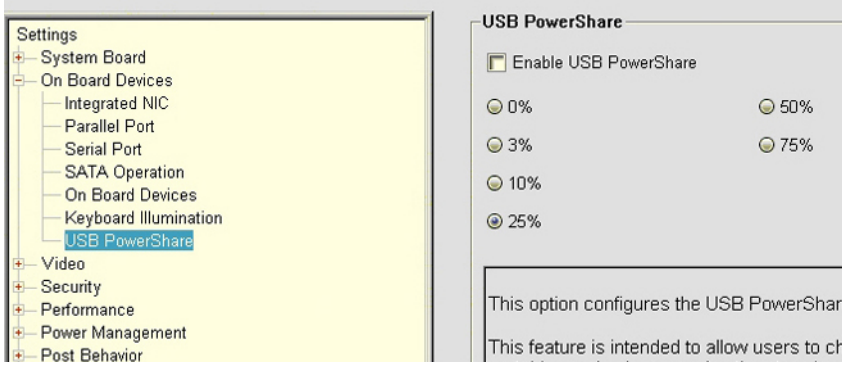 Settings
System Board
On Board Devices
Integrated NIC
Parallel Port
Serial Port
SATA Operation
On Board Devices
Keyboard Illumination
USB PowerShare
Video
Security
Performance
Power Management
Post Behavior
USB PowerShare
Enable USB PowerShare
0%
50%
3%
75%
10%
25%
This option configures the USB PowerShar
This feature is intended to allow users to ch